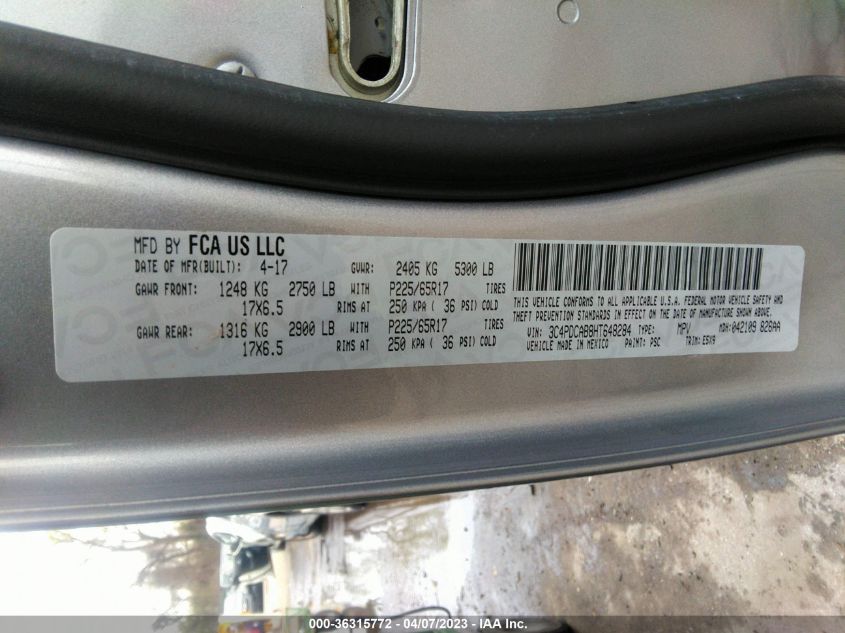 MFD BY FCA US LLC
DATE OF MFR(BUILT): 4-17 GVWR: 2405 KG 5300 LB
GAWR FRONT: 1248 KG 2750 LB WITH P225/65R17 TIRES
17X6.5 RIMS AT 250 KPA ( 36 PSI) COLD
GAWR REAR: 1316 KG 2900 LB WITH P225/65R17 TIRES
17X6.5 RIMS AT 250 KPA ( 36 PSI) COLD
THIS VEHICLE CONFORMS TO ALL APPLICABLE U.S.A. FEDERAL MOTOR VEHICLE SAFETY AND
THEFT PREVENTION STANDARDS IN EFFECT ON THE DATE OF MANUFACTURE SHOWN ABOVE.
VIN: 3C4PDCAB8HT648284 TYPE: MPV MDH: 042109 828AA
VEHICLE MADE IN MEXICO PAINT: PSC TRIM: E5X9
000-36315772 - 04/07/2023 - IAA Inc.